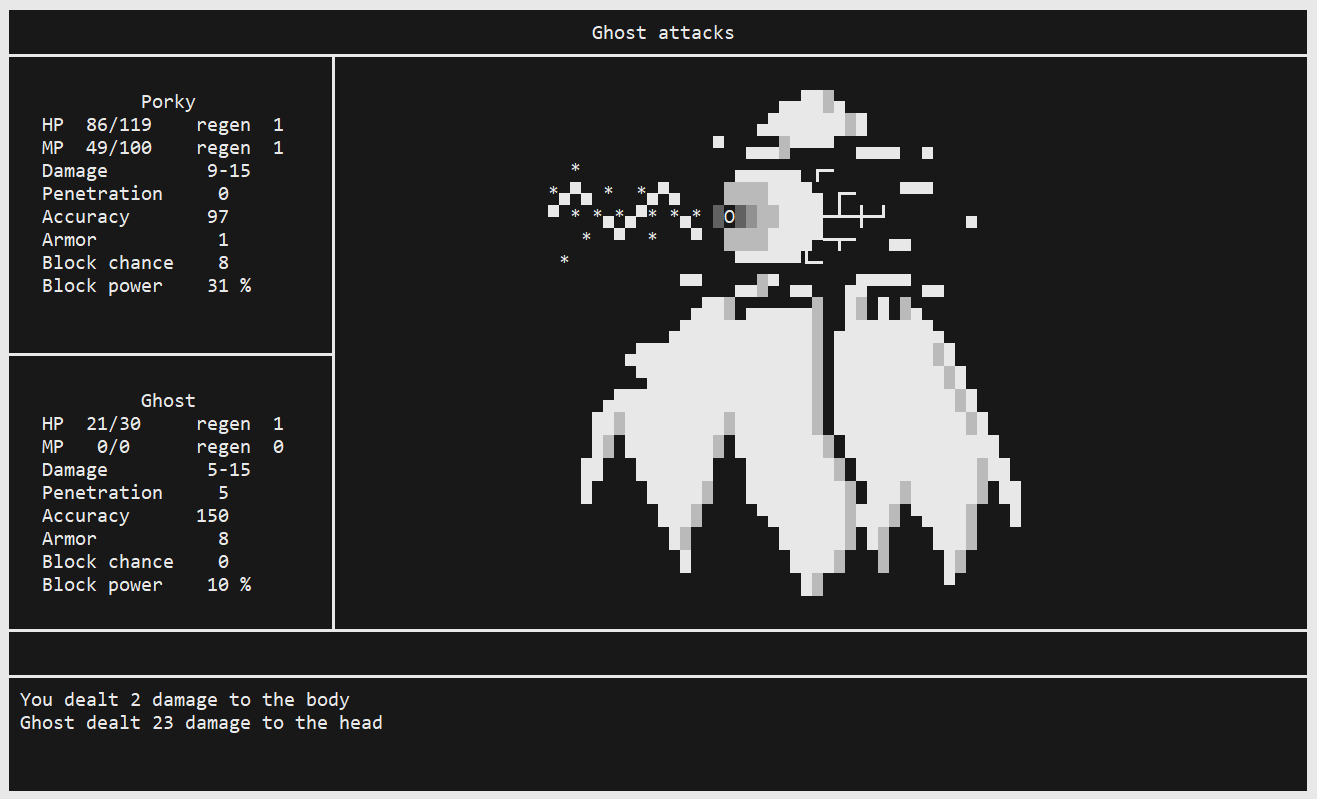 Ghost attacks
Porky
HP 86/119 regen 1
MP 49/100 regen 1
Damage 9-15
Penetration 0
Accuracy 97
Armor 1
Block chance 8
Block power 31 %
Ghost
HP 21/30 regen 1
MP 0/0 regen 0
Damage 5-15
Penetration 5
Accuracy 150
Armor 8
Block chance 0
Block power 10 %
You dealt 2 damage to the body
Ghost dealt 23 damage to the head